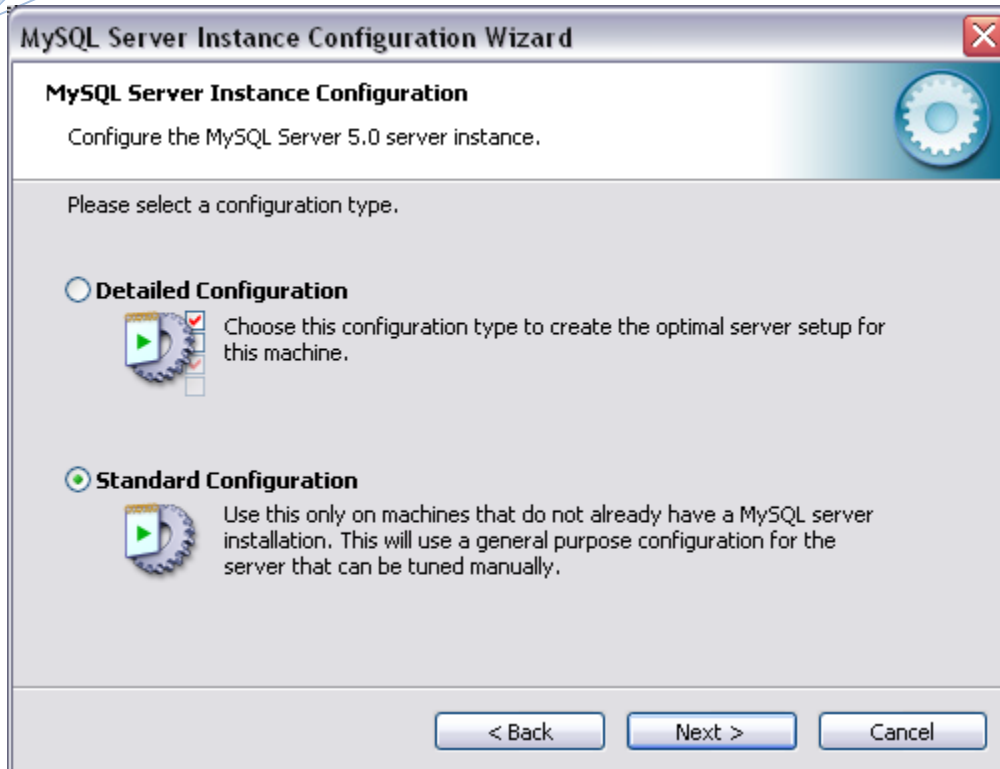 MySQL Server Instance Configuration Wizard
MySQL Server Instance Configuration
Configure the MySQL Server 5.0 server instance.
Please select a configuration type.
Detailed Configuration
Choose this configuration type to create the optimal server setup for
this machine.
Standard Configuration
Use this only on machines that do not already have a MySQL server
installation. This will use a general purpose configuration for the
server that can be tuned manually.
< Back Next > Cancel